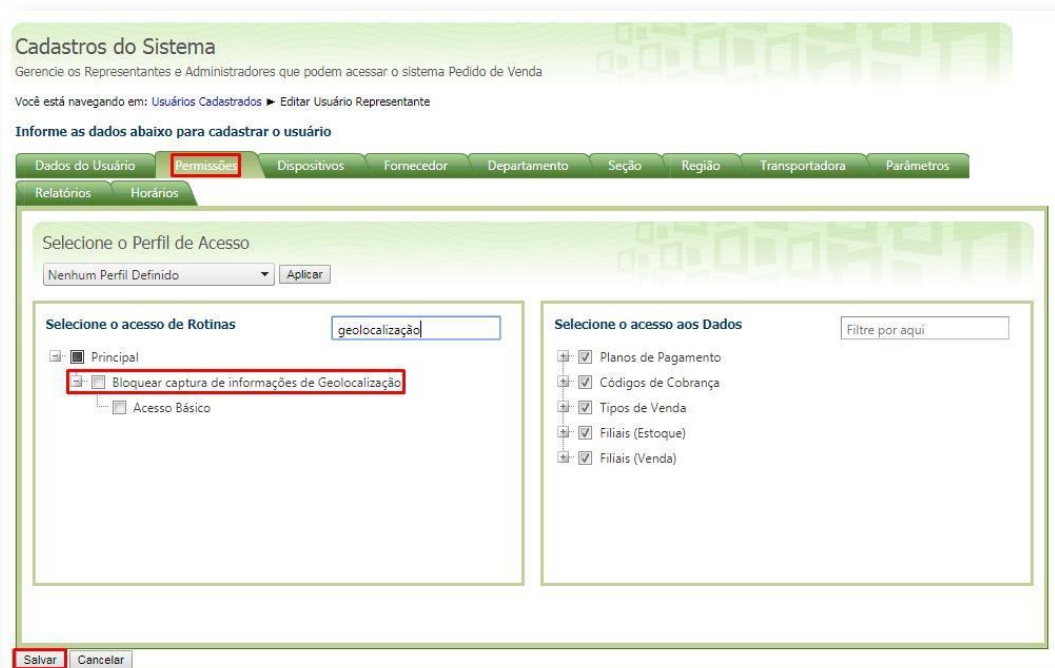 Cadastros do Sistema
Gerencie os Representantes e Administradores que podem acessar o sistema Pedido de Venda
Você está navegando em: Usuários Cadastrados ► Editar Usuário Representante
Informe as dados abaixo para cadastrar o usuário
Dados do Usuário Permissões Dispositivos Fornecedor Departamento Seção Região Transportadora Parâmetros
Relatórios Horários
Selecione o Perfil de Acesso
Nenhum Perfil Definido Aplicar
Selecione o acesso de Rotinas geolocalização
Principal
Bloquear captura de informações de Geolocalização
Acesso Básico
Selecione o acesso aos Dados Filtre por aqui
Planos de Pagamento
Códigos de Cobrança
Tipos de Venda
Filiais (Estoque)
Filiais (Venda)
Salvar Cancelar